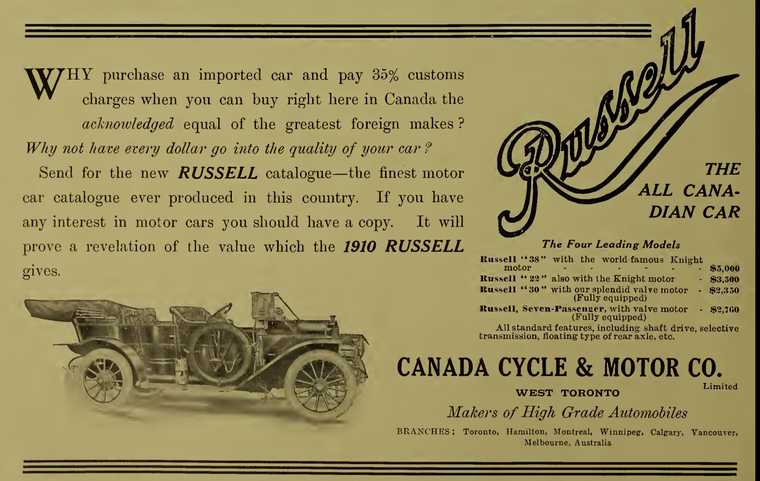 WHY purchase an imported car and pay 35% customs
charges when you can buy right here in Canada the
acknowledged equal of the greatest foreign makes?
Why not have every dollar go into the quality of your car?
Send for the new RUSSELL catalogue—the finest motor
car catalogue ever produced in this country. If you have
any interest in motor cars you should have a copy. It will
prove a revelation of the value which the 1910 RUSSELL
gives.
Russell
THE
ALL CANA-
DIAN CAR
The Four Leading Models
Russell "38" with the world-famous Knight
motor - - - - - - $5,000
Russell "22" also with the Knight motor - $3,500
Russell "30" with our splendid valve motor - $2,350
(Fully equipped)
Russell, Seven-Passenger, with valve motor - $2,760
(Fully equipped)
All standard features, including shaft drive, selective
transmission, floating type of rear axle, etc.
CANADA CYCLE & MOTOR CO.
Limited
WEST TORONTO
Makers of High Grade Automobiles
BRANCHES: Toronto, Hamilton, Montreal, Winnipeg, Calgary, Vancouver,
Melbourne, Australia